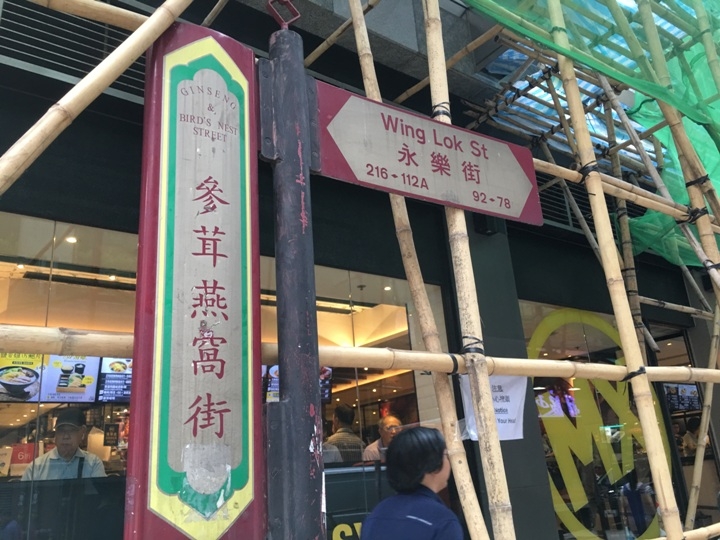 GINSENG
&
BIRD'S NEST
STREET
參茸燕窩街
Wing Lok St
永樂街
216-112A 92-78